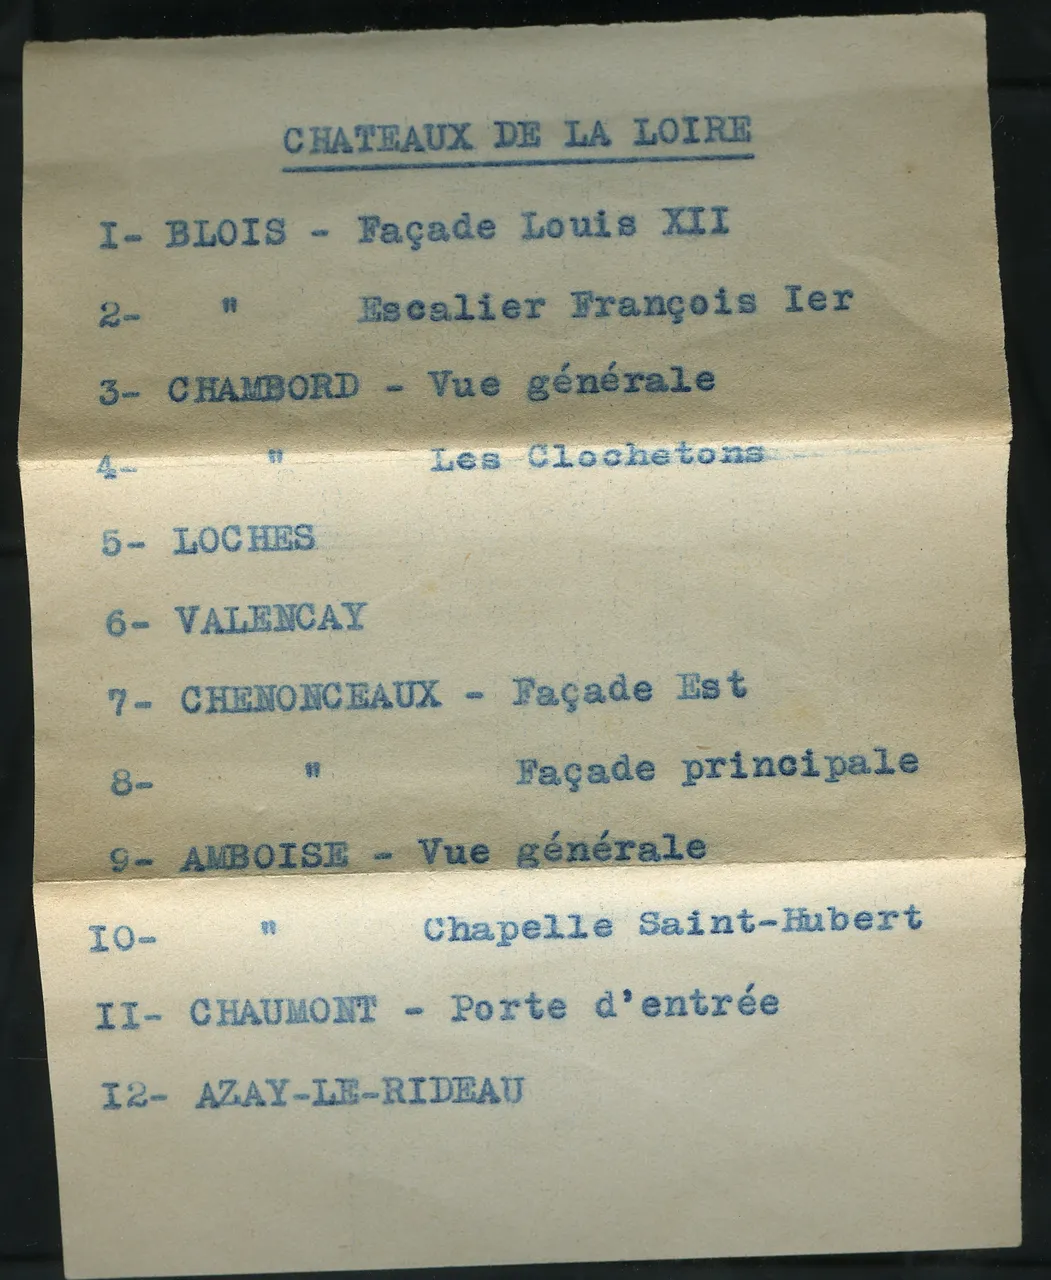 CHATEAUX DE LA LOIRE
I- BLOIS - Façade Louis XII
2- " Escalier François Ier
3- CHAMBORD - Vue générale
4- " Les Clochetons
5- LOCHES
6- VALENCAY
7- CHENONCEAUX - Façade Est
8- " Façade principale
9- AMBOISE - Vue générale
IO- " Chapelle Saint-Hubert
II- CHAUMONT - Porte d'entrée
I2- AZAY-LE-RIDEAU